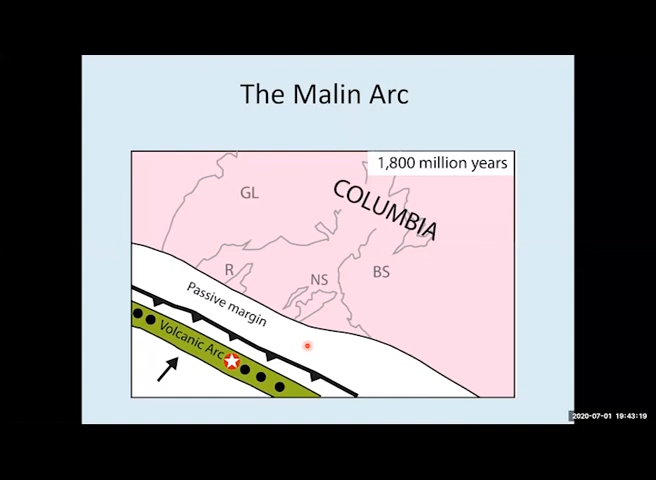 The Malin Arc
1,800 million years
COLUMBIA
GL
BS
R
NS
Passive margin
Volcanic Arc
2020-07-01 19:43:19